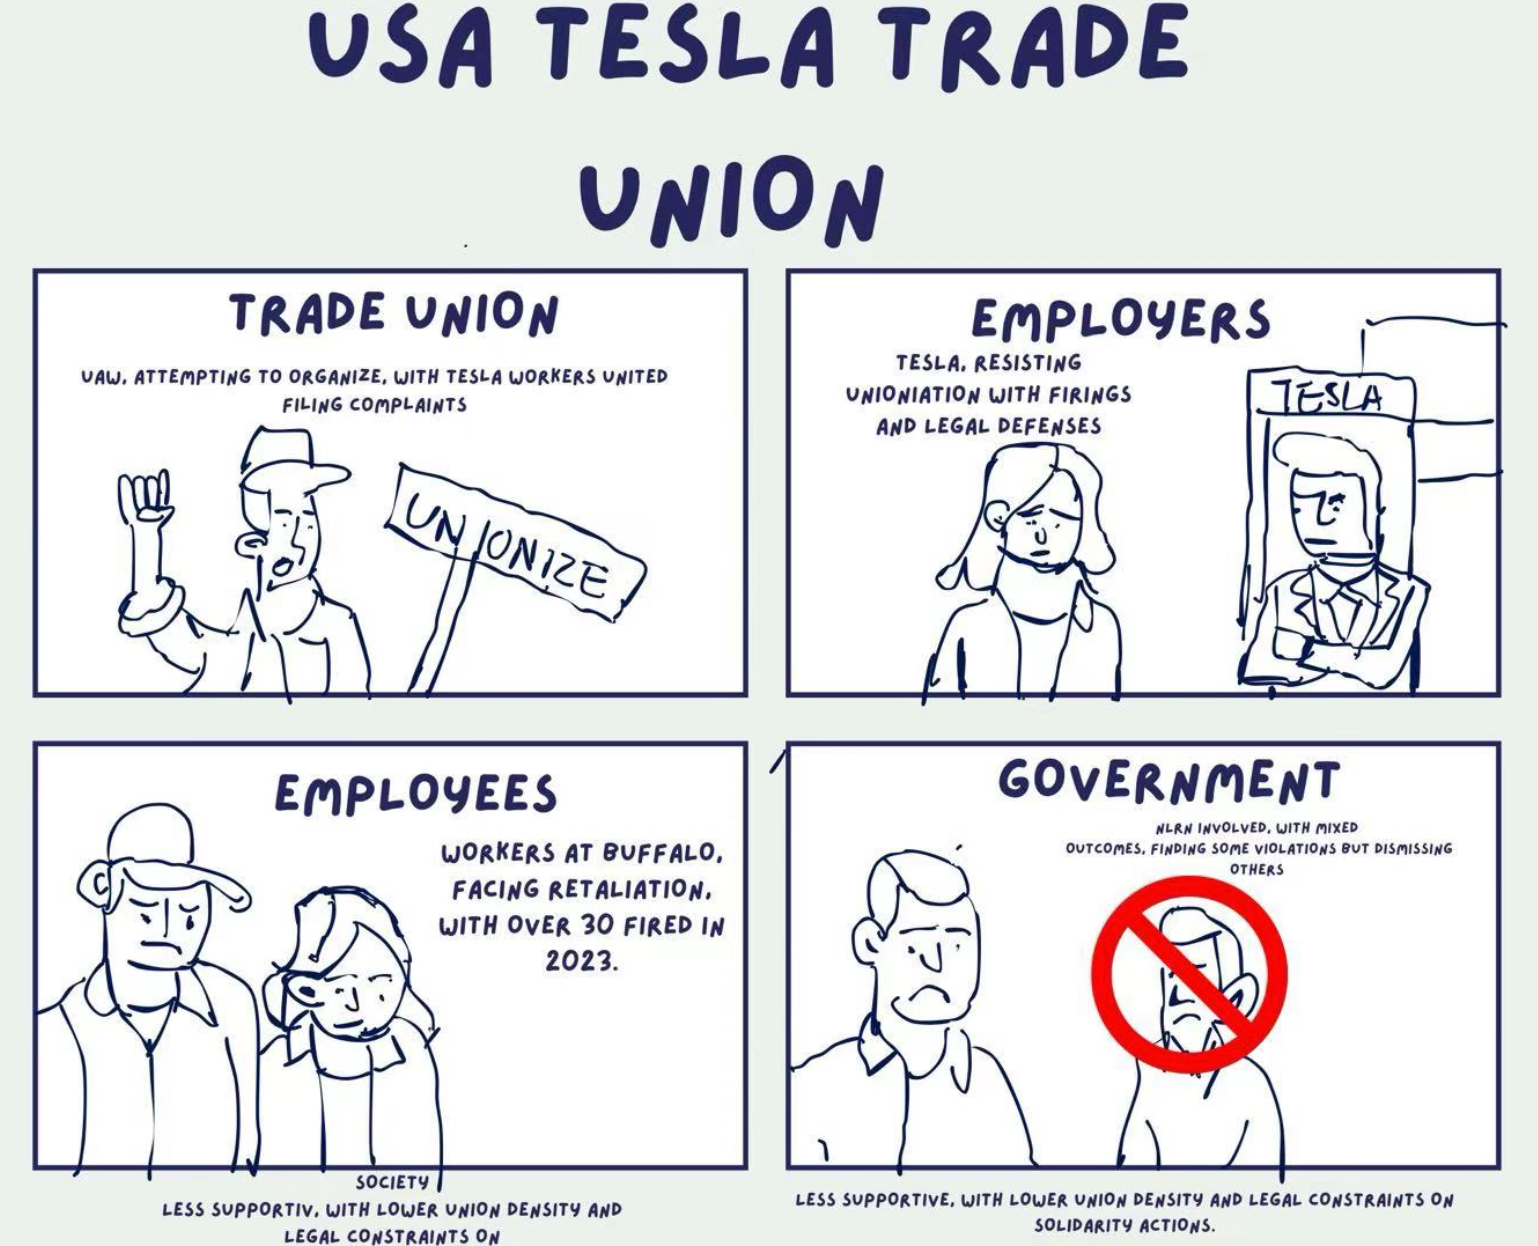 USA TESLA TRADE
UNION
TRADE UNION
UAW, ATTEMPTING TO ORGANIZE, WITH TESLA WORKERS UNITED
FILING COMPLAINTS
UNIONIZE
EMPLOYERS
TESLA, RESISTING
UNIONIATION WITH FIRINGS
AND LEGAL DEFENSES
TESLA
EMPLOYEES
WORKERS AT BUFFALO,
FACING RETALIATION,
WITH OVER 30 FIRED IN
2023.
GOVERNMENT
NLRN INVOLVED, WITH MIXED
OUTCOMES, FINDING SOME VIOLATIONS BUT DISMISSING
OTHERS
SOCIETY
LESS SUPPORTIV, WITH LOWER UNION DENSITY AND
LEGAL CONSTRAINTS ON
LESS SUPPORTIVE, WITH LOWER UNION DENSITY AND LEGAL CONSTRAINTS ON
SOLIDARITY ACTIONS.